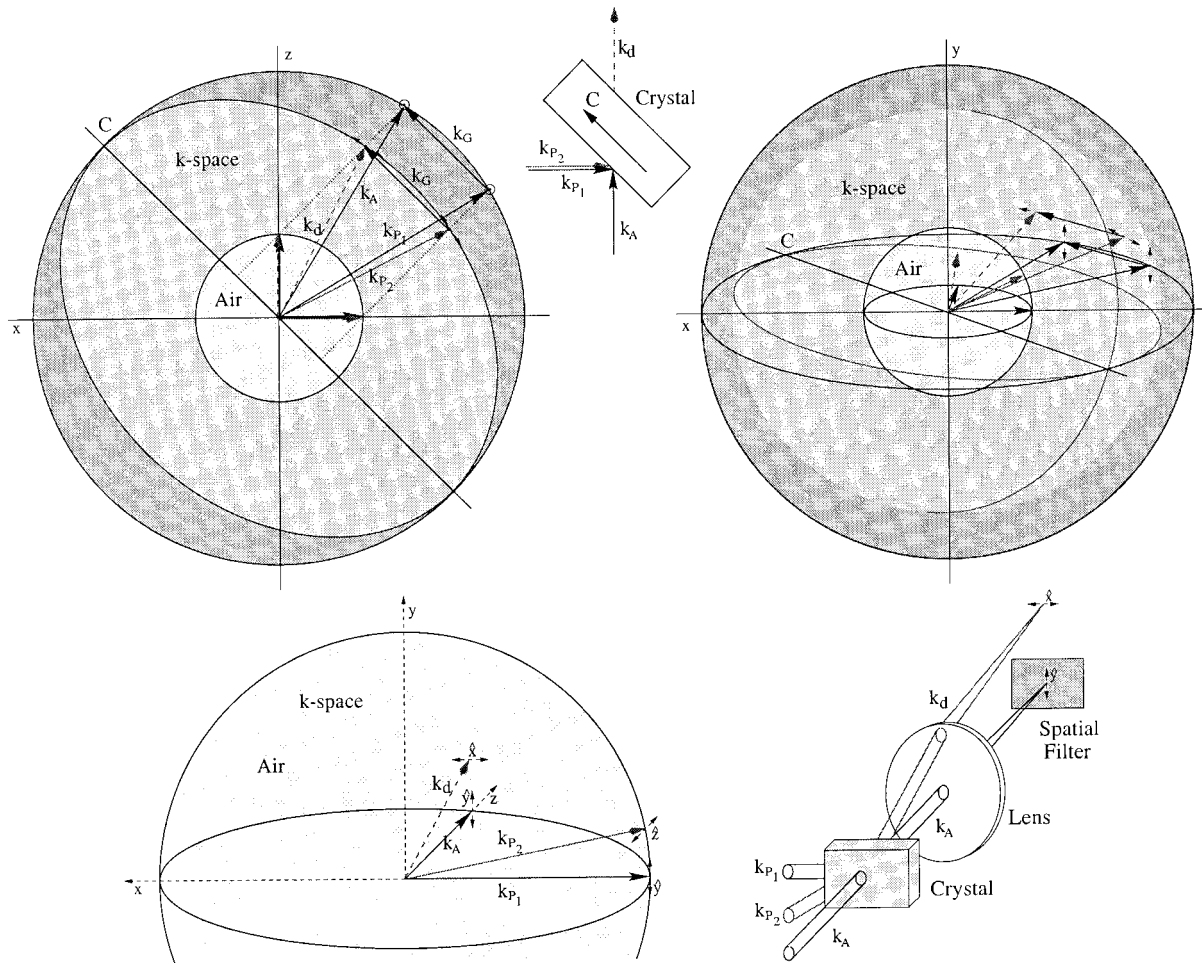 z
C
k-space
k_G
k_G
k_A
k_d
k_P1
k_P2
Air
x
k_d
C
Crystal
k_P2
k_P1
k_A
y
k-space
C
Air
x
y
k-space
Air
x̂
k_d
ŷ
z
k_A
k_P2
ẑ
x
k_P1
ŷ
x̂
k_d
ŷ
Spatial
Filter
k_A
Lens
k_P1
Crystal
k_P2
k_A